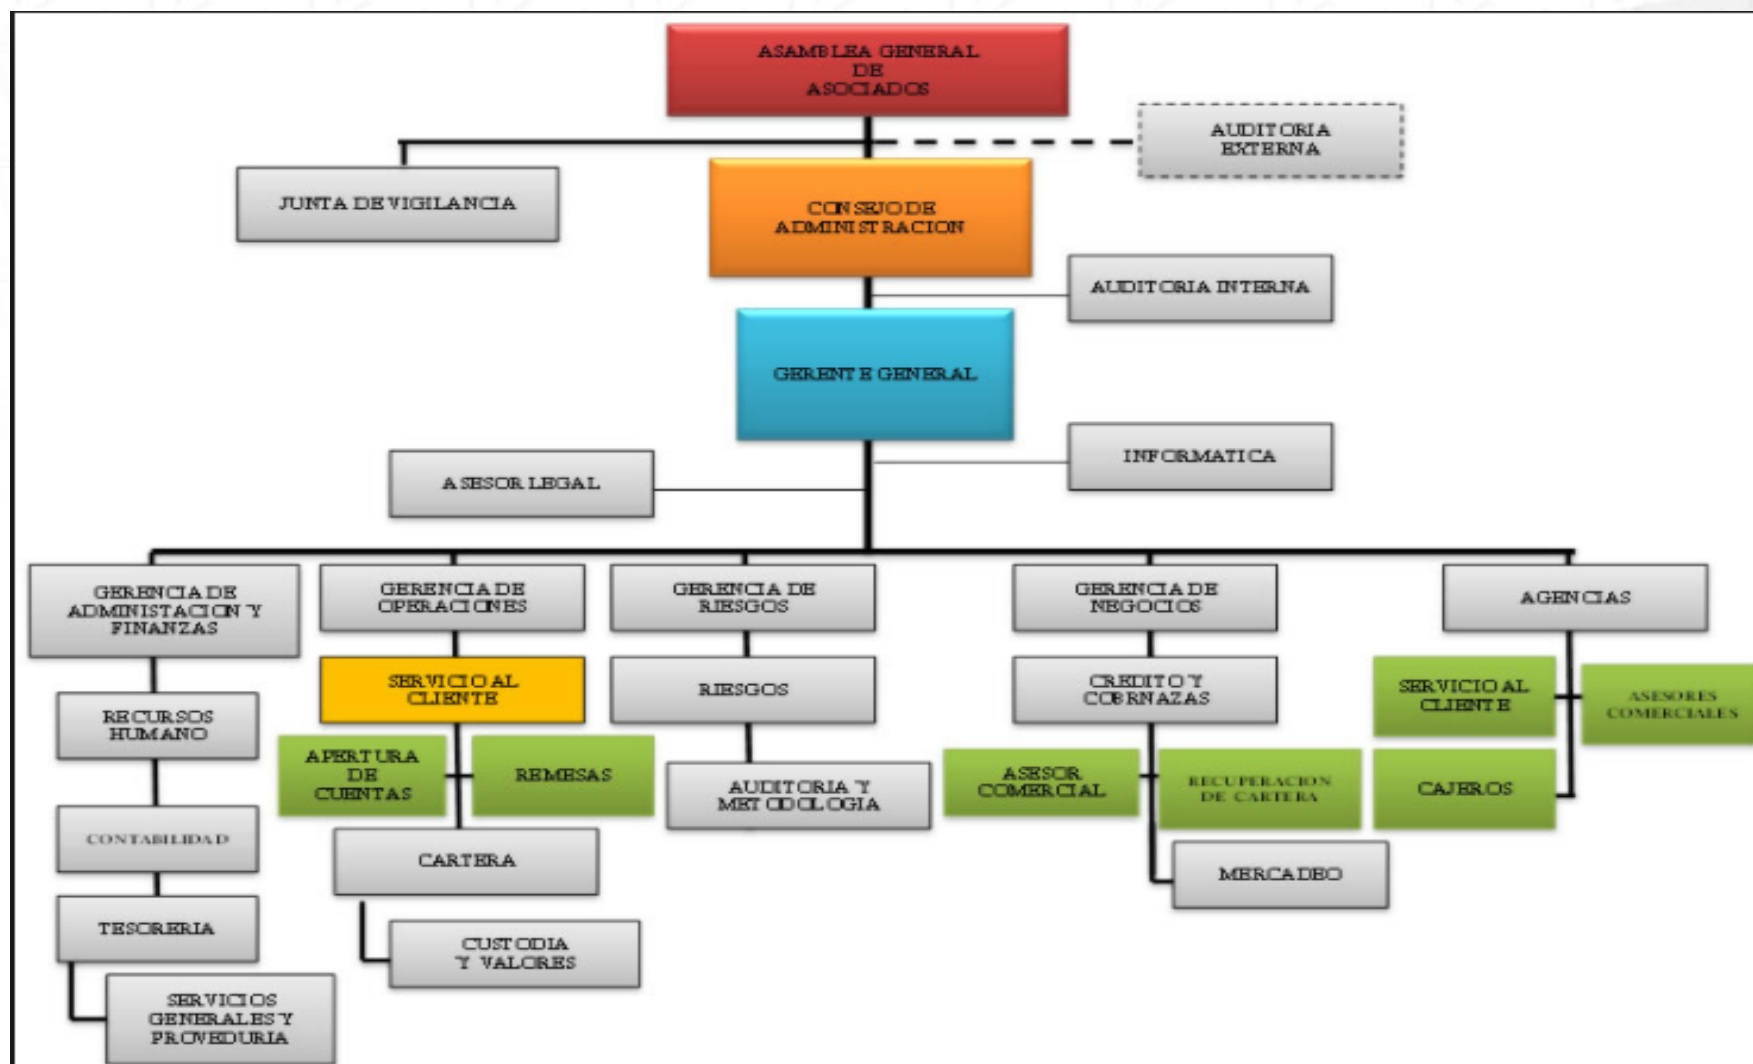 ASAMBLEA GENERAL
DE
ASOCIADOS
AUDITORIA
EXTERNA
JUNTA DE VIGILANCIA
CONSEJO DE
ADMINISTRACION
AUDITORIA INTERNA
GERENTE GENERAL
INFORMATICA
ASESOR LEGAL
GERENCIA DE
ADMINISTACION Y
FINANZAS
GERENCIA DE
OPERACIONES
GERENCIA DE
RIESGOS
GERENCIA DE
NEGOCIOS
AGENCIAS
RECURSOS
HUMANO
SERVICIO AL
CLIENTE
RIESGOS
CREDITO Y
COBRNAZAS
SERVICIO AL
CLIENTE
ASESORES
COMERCIALES
APERTURA
DE
CUENTAS
REMESAS
AUDITORIA Y
METODOLOGIA
ASESOR
COMERCIAL
RECUPERACION
DE CARTERA
CAJEROS
CONTABILIDAD
CARTERA
MERCADEO
TESORERIA
CUSTODIA
Y VALORES
SERVICIOS
GENERALES Y
PROVEDURIA